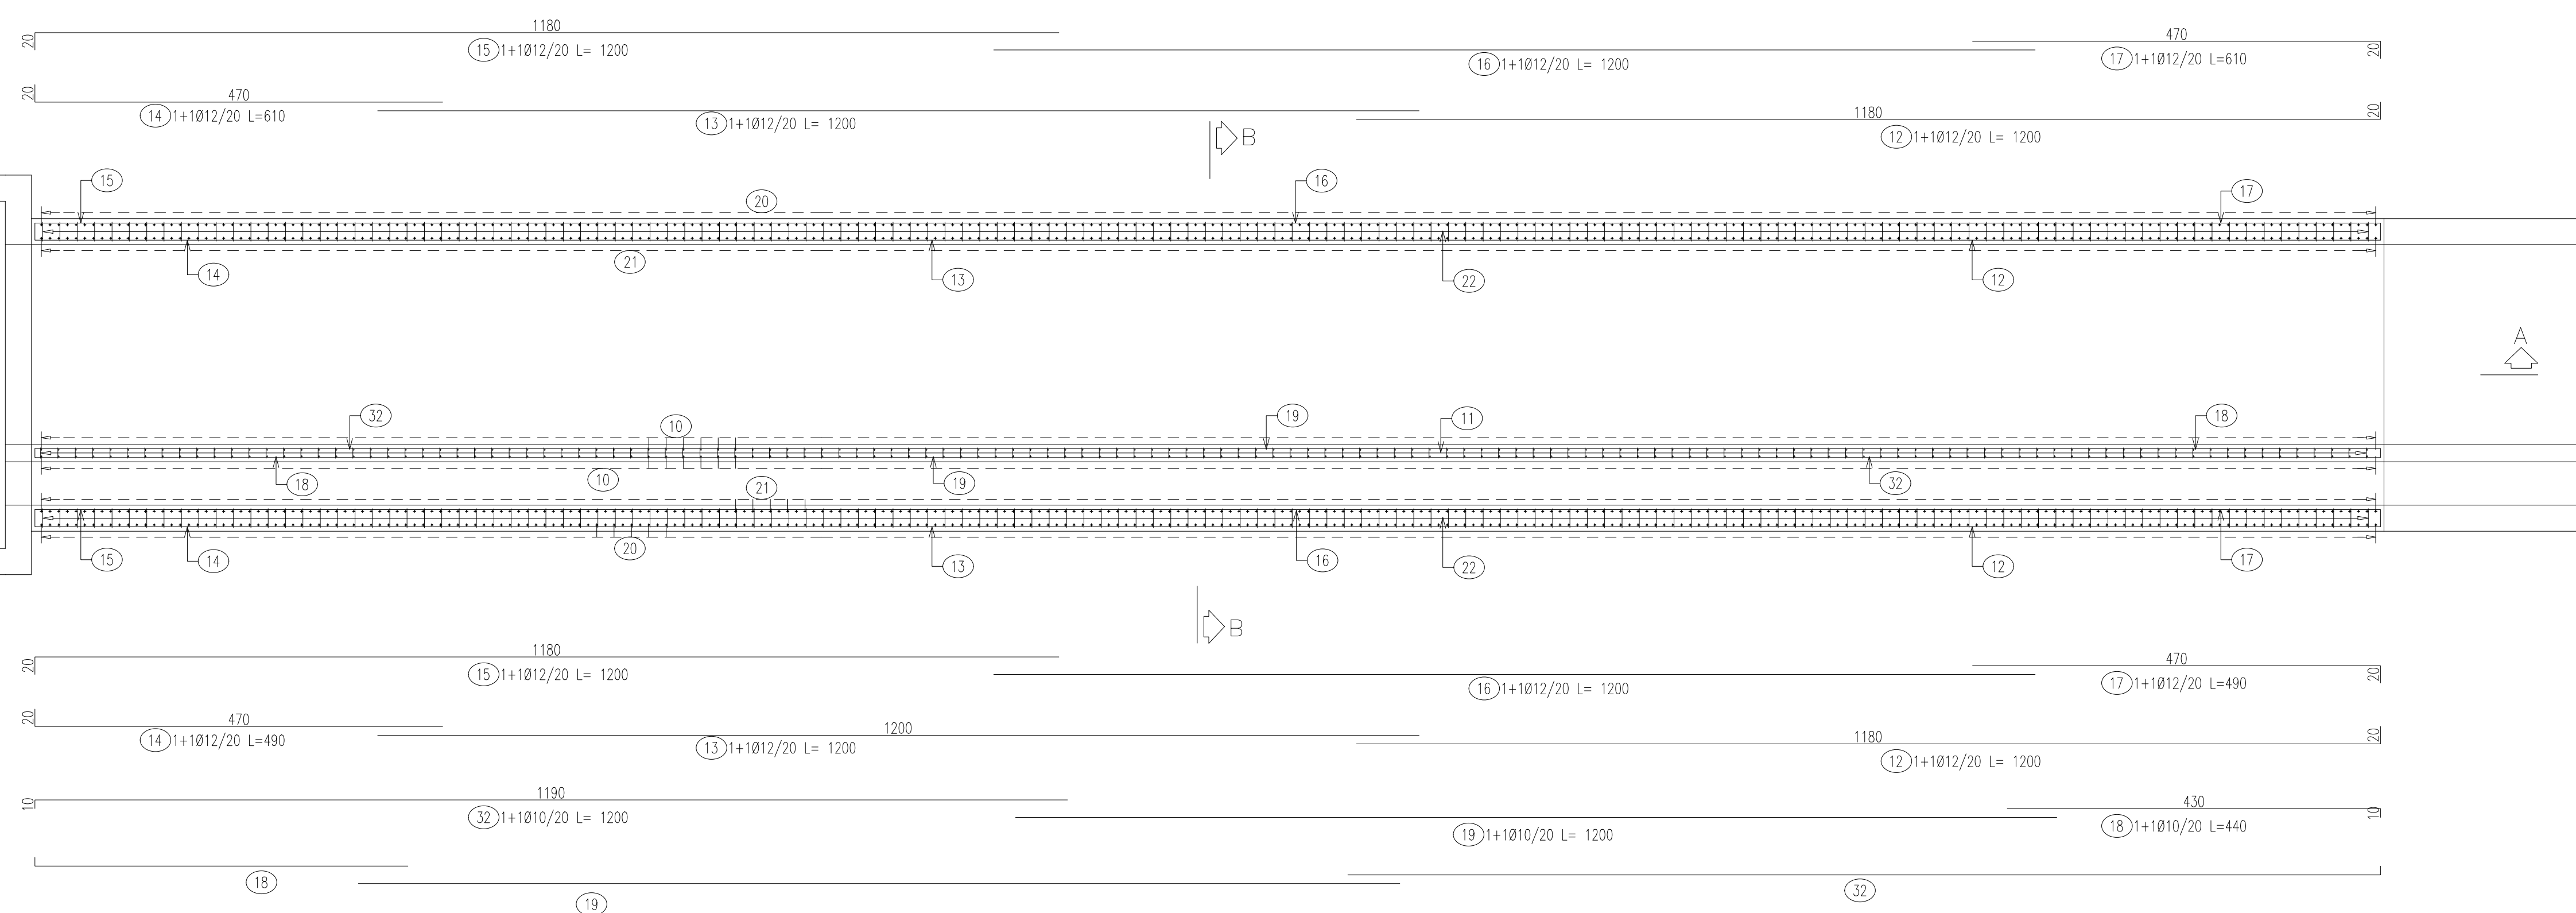 1180
20
15 1+1Ø12/20 L= 1200
16 1+1Ø12/20 L= 1200
470
17 1+1Ø12/20 L=610
20
20
470
14 1+1Ø12/20 L=610
13 1+1Ø12/20 L= 1200
1180
12 1+1Ø12/20 L= 1200
20
B
15
20
16
17
14
21
13
22
12
A
32
10
19
11
18
18
10
19
32
21
15
14
20
13
16
22
12
17
B
1180
20
15 1+1Ø12/20 L= 1200
16 1+1Ø12/20 L= 1200
470
17 1+1Ø12/20 L=490
20
20
470
14 1+1Ø12/20 L=490
1200
13 1+1Ø12/20 L= 1200
1180
12 1+1Ø12/20 L= 1200
20
10
1190
32 1+1Ø10/20 L= 1200
19 1+1Ø10/20 L= 1200
430
18 1+1Ø10/20 L=440
10
18
19
32